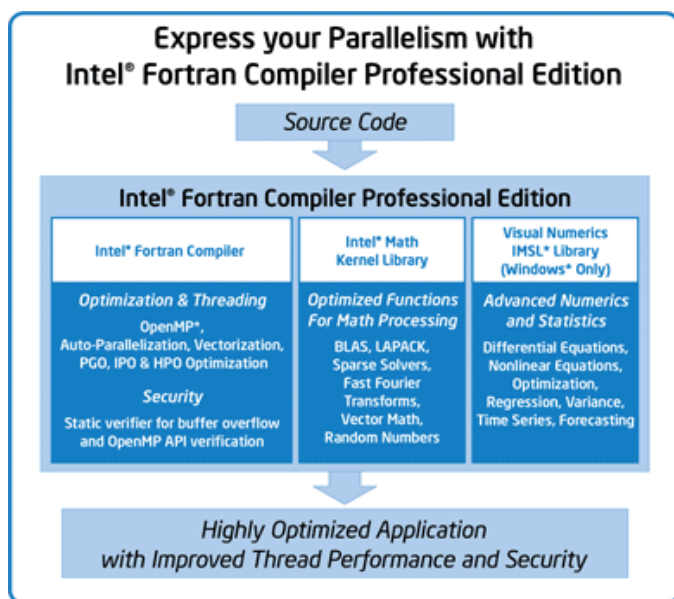 Express your Parallelism with
Intel® Fortran Compiler Professional Edition
Source Code
Intel® Fortran Compiler Professional Edition
Intel® Fortran Compiler
Optimization & Threading
OpenMP*,
Auto-Parallelization, Vectorization,
PGO, IPO & HPO Optimization
Security
Static verifier for buffer overflow
and OpenMP API verification
Intel® Math
Kernel Library
Optimized Functions
For Math Processing
BLAS, LAPACK,
Sparse Solvers,
Fast Fourier
Transforms,
Vector Math,
Random Numbers
Visual Numerics
IMSL* Library
(Windows* Only)
Advanced Numerics
and Statistics
Differential Equations,
Nonlinear Equations,
Optimization,
Regression, Variance,
Time Series, Forecasting
Highly Optimized Application
with Improved Thread Performance and Security